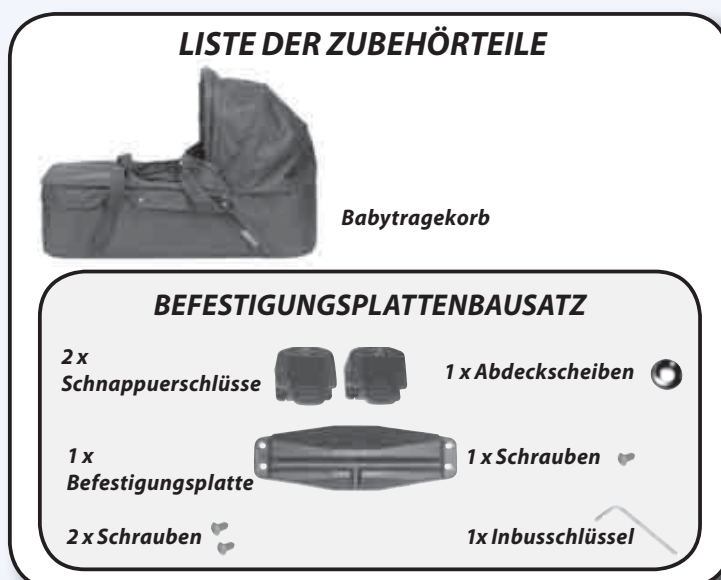 LISTE DER ZUBEHÖRTEILE
Babytragekorb
BEFESTIGUNGSPLATTENBAUSATZ
2 x
Schnappuerschlüsse
1 x Abdeckscheiben
1 x
Befestigungsplatte
1 x Schrauben
2 x Schrauben
1x Inbusschlüssel